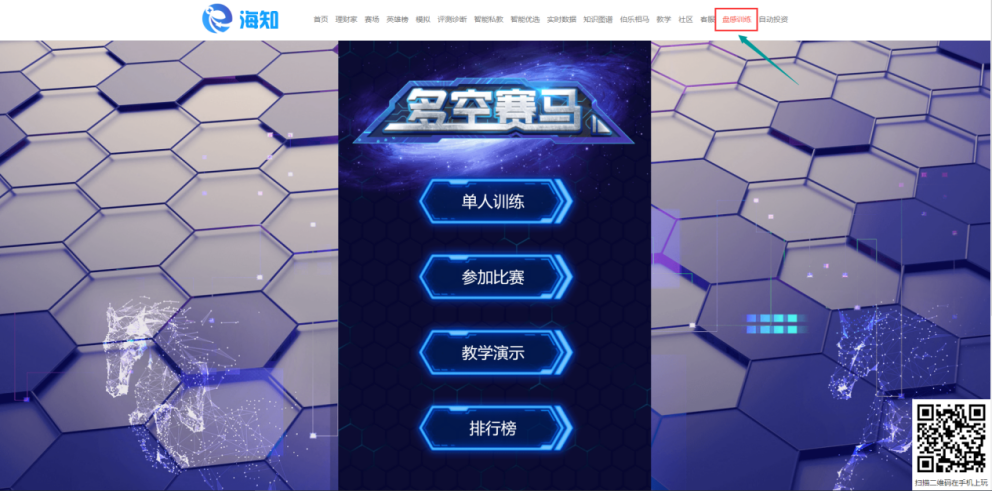 海知
首页 理财家 赛场 英雄榜 模拟 评测诊断 智能私教 智能优选 实时数据 知识图谱 伯乐相马 教学 社区 客服 盘感训练 自动投资
多空赛马
单人训练
参加比赛
教学演示
排行榜
扫描二维码在手机上玩